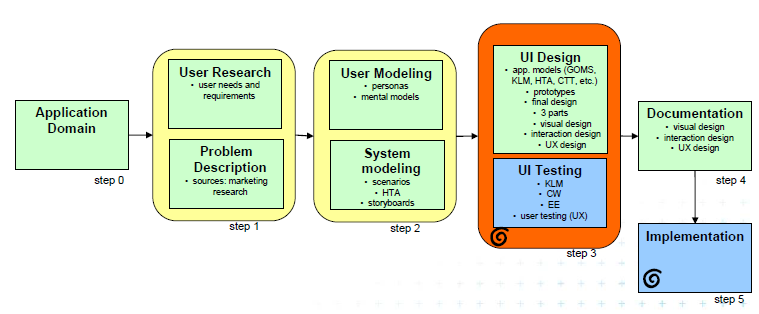 Application
Domain
step 0
User Research
• user needs and
requirements
Problem
Description
• sources: marketing
research
step 1
User Modeling
• personas
• mental models
System
modeling
• scenarios
• HTA
• storyboards
step 2
UI Design
• app. models (GOMS,
KLM, HTA, CTT, etc.)
• prototypes
• final design
• 3 parts
• visual design
• interaction design
• UX design
UI Testing
• KLM
• CW
• EE
• user testing (UX)
step 3
Documentation
• visual design
• interaction design
• UX design
step 4
Implementation
step 5